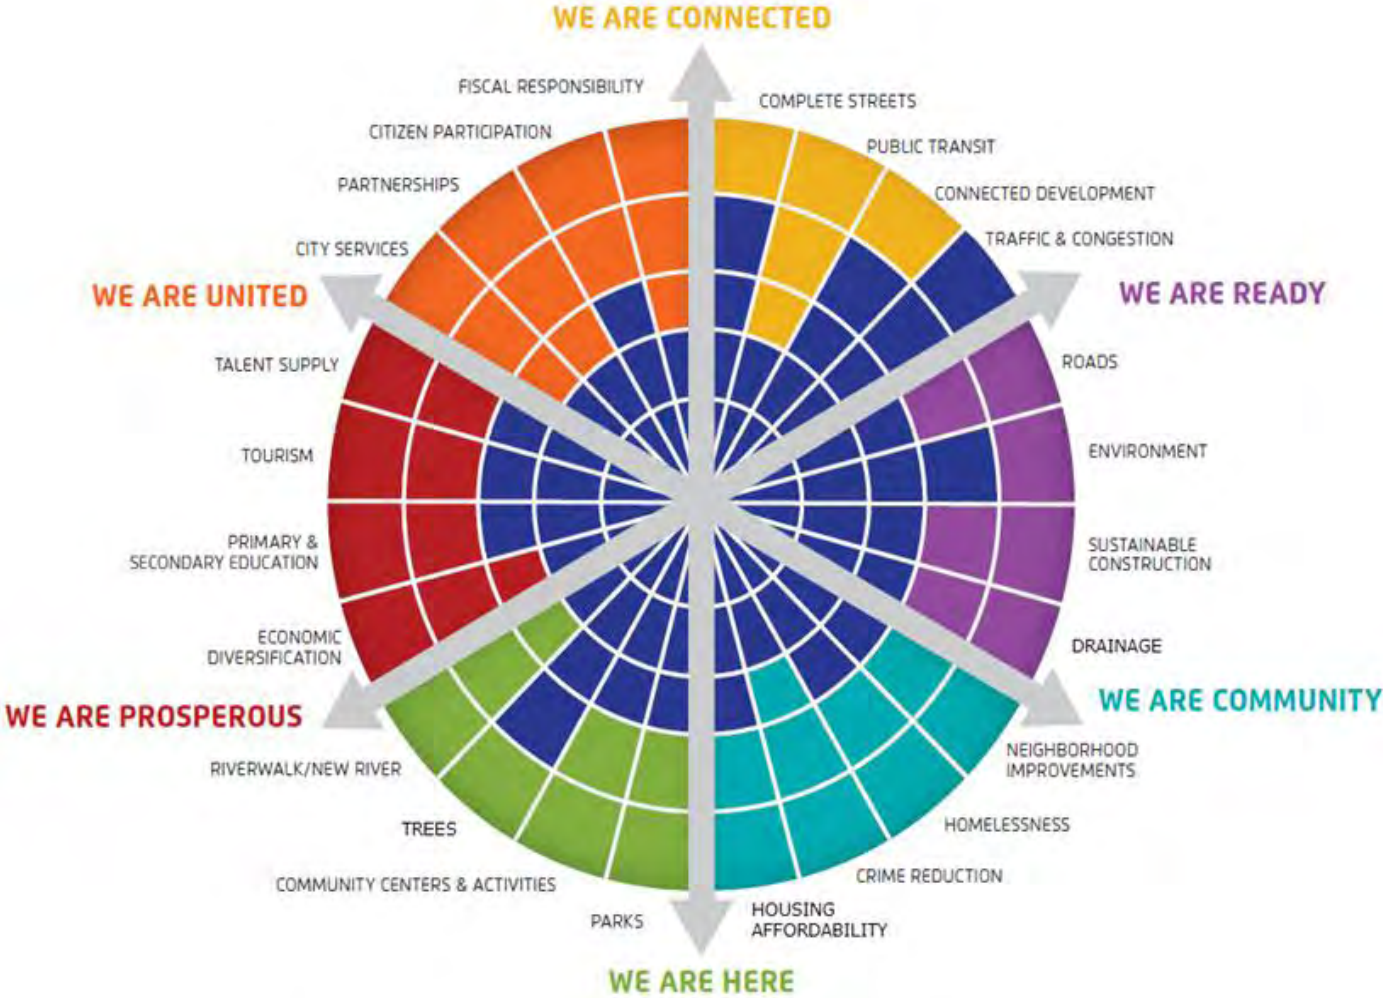 WE ARE CONNECTED
FISCAL RESPONSIBILITY
COMPLETE STREETS
CITIZEN PARTICIPATION
PUBLIC TRANSIT
PARTNERSHIPS
CONNECTED DEVELOPMENT
CITY SERVICES
TRAFFIC & CONGESTION
WE ARE UNITED
WE ARE READY
TALENT SUPPLY
ROADS
TOURISM
ENVIRONMENT
PRIMARY &
SECONDARY EDUCATION
SUSTAINABLE
CONSTRUCTION
ECONOMIC
DIVERSIFICATION
DRAINAGE
WE ARE PROSPEROUS
WE ARE COMMUNITY
RIVERWALK/NEW RIVER
NEIGHBORHOOD
IMPROVEMENTS
TREES
HOMELESSNESS
COMMUNITY CENTERS & ACTIVITIES
CRIME REDUCTION
PARKS
HOUSING
AFFORDABILITY
WE ARE HERE